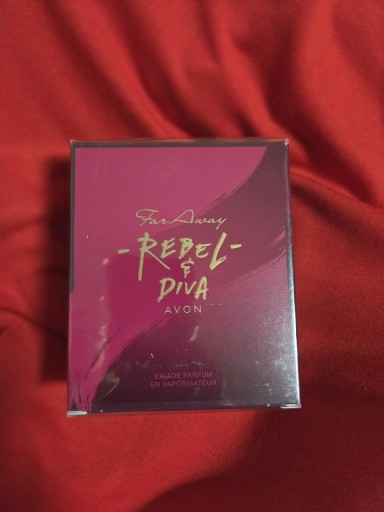 Far Away
- REBEL -
&
DIVA
AVON
EAU DE PARFUM
EN VAPORISATEUR